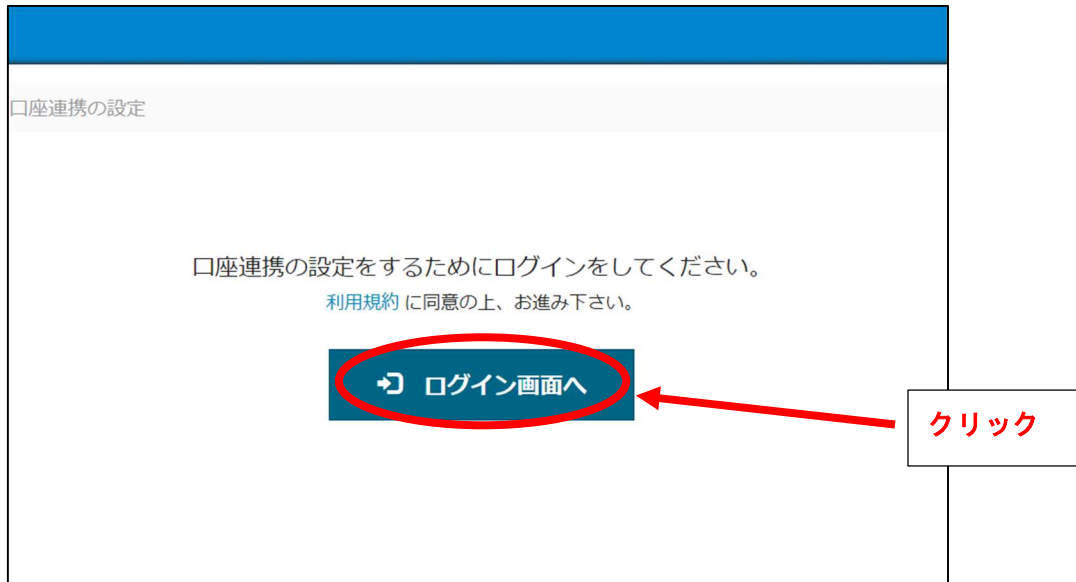 口座連携の設定
口座連携の設定をするためにログインをしてください。
利用規約 に同意の上、お進み下さい。
ログイン画面へ
クリック